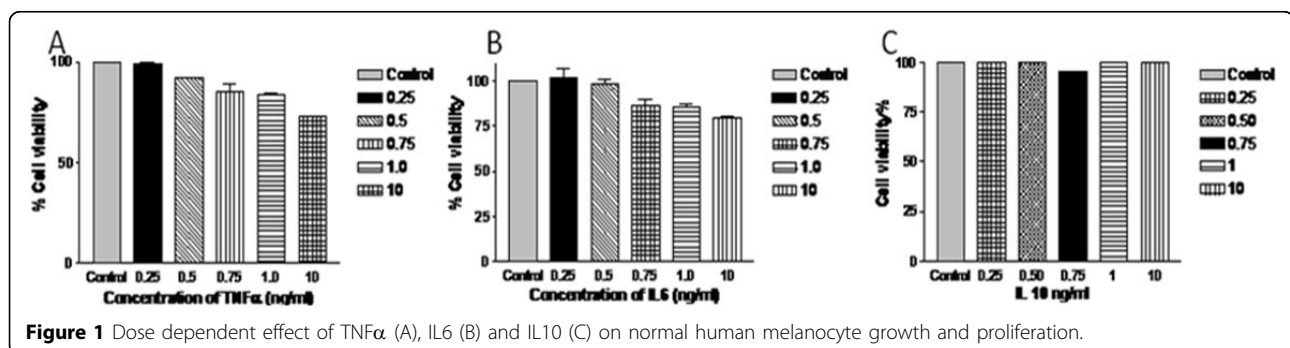 A
100
50
0
% Cell viability
Control 0.25 0.5 0.75 1.0 10
Concentration of TNFα (ng/ml)
Control
0.25
0.5
0.75
1.0
10
B
100
75
50
25
0
% Cell viability
Control 0.25 0.5 0.75 1.0 10
Concentration of IL6 (ng/ml)
Control
0.25
0.5
0.75
1.0
10
C
100
75
50
25
0
Cell viability%
Control 0.25 0.50 0.75 1 10
IL 10 ng/ml
Control
0.25
0.50
0.75
1
10
Figure 1 Dose dependent effect of TNFα (A), IL6 (B) and IL10 (C) on normal human melanocyte growth and proliferation.